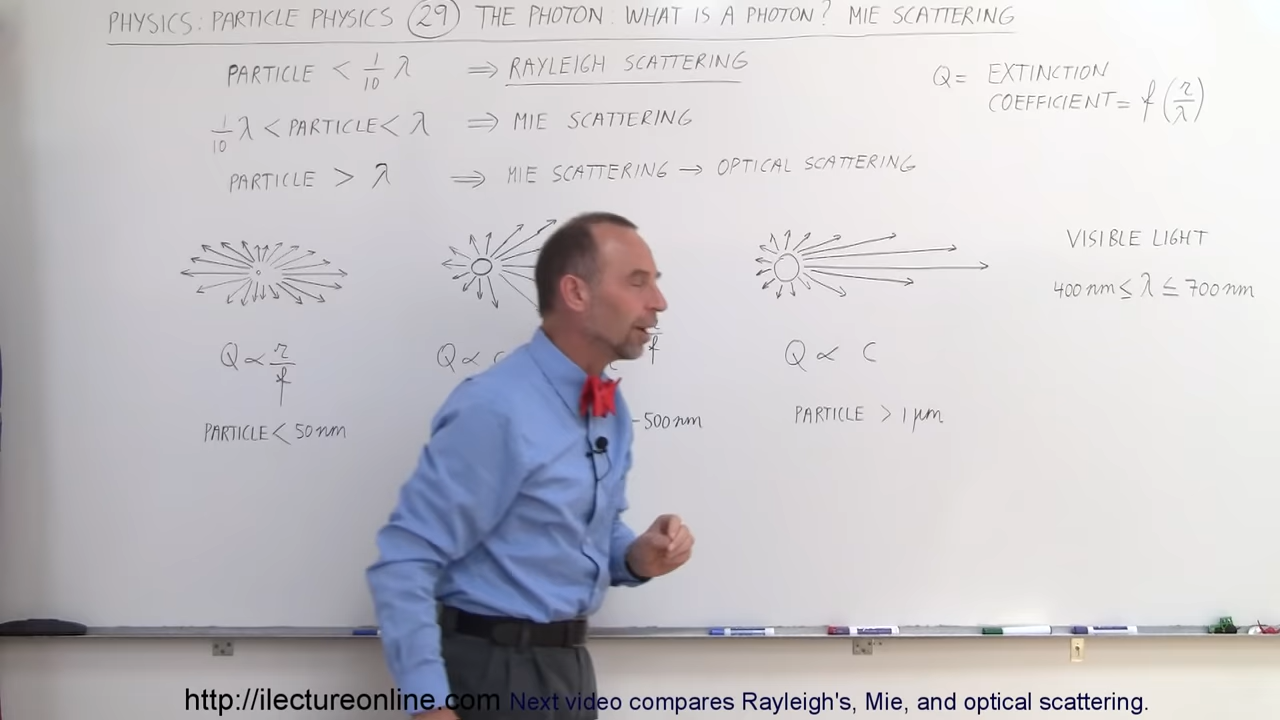 PHYSICS: PARTICLE PHYSICS 29 THE PHOTON: WHAT IS A PHOTON? MIE SCATTERING
PARTICLE < 1/10 λ ⇒ RAYLEIGH SCATTERING
1/10 λ < PARTICLE < λ ⇒ MIE SCATTERING
PARTICLE > λ ⇒ MIE SCATTERING → OPTICAL SCATTERING
Q = EXTINCTION
COEFFICIENT = f(r/λ)
VISIBLE LIGHT
400 nm ≤ λ ≤ 700 nm
Q ∝ r/f
Q ∝
Q ∝ C
PARTICLE < 50 nm
-500 nm
PARTICLE > 1 μm
http://ilectureonline.com Next video compares Rayleigh's, Mie, and optical scattering.